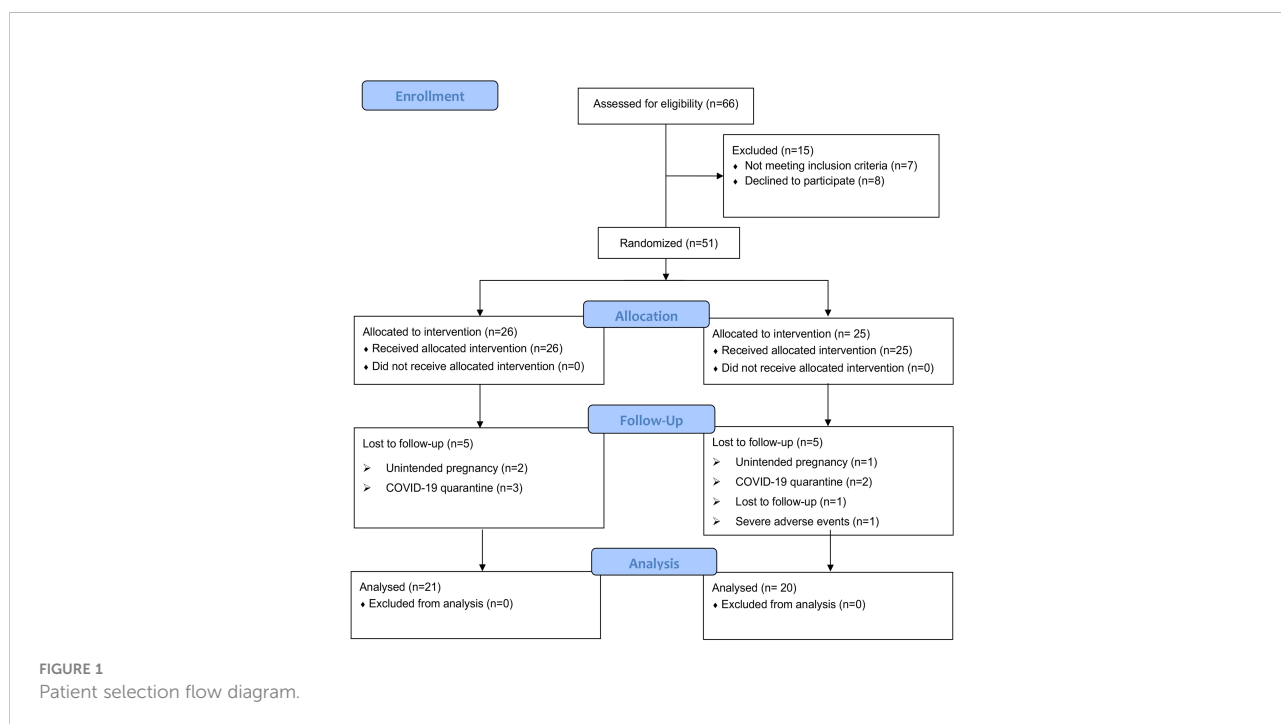 Enrollment
Assessed for eligibility (n=66)
Excluded (n=15)
♦ Not meeting inclusion criteria (n=7)
♦ Declined to participate (n=8)
Randomized (n=51)
Allocation
Allocated to intervention (n=26)
♦ Received allocated intervention (n=26)
♦ Did not receive allocated intervention (n=0)
Allocated to intervention (n= 25)
♦ Received allocated intervention (n=25)
♦ Did not receive allocated intervention (n=0)
Follow-Up
Lost to follow-up (n=5)
➢ Unintended pregnancy (n=2)
➢ COVID-19 quarantine (n=3)
Lost to follow-up (n=5)
➢ Unintended pregnancy (n=1)
➢ COVID-19 quarantine (n=2)
➢ Lost to follow-up (n=1)
➢ Severe adverse events (n=1)
Analysis
Analysed (n=21)
♦ Excluded from analysis (n=0)
Analysed (n= 20)
♦ Excluded from analysis (n=0)
FIGURE 1
Patient selection flow diagram.